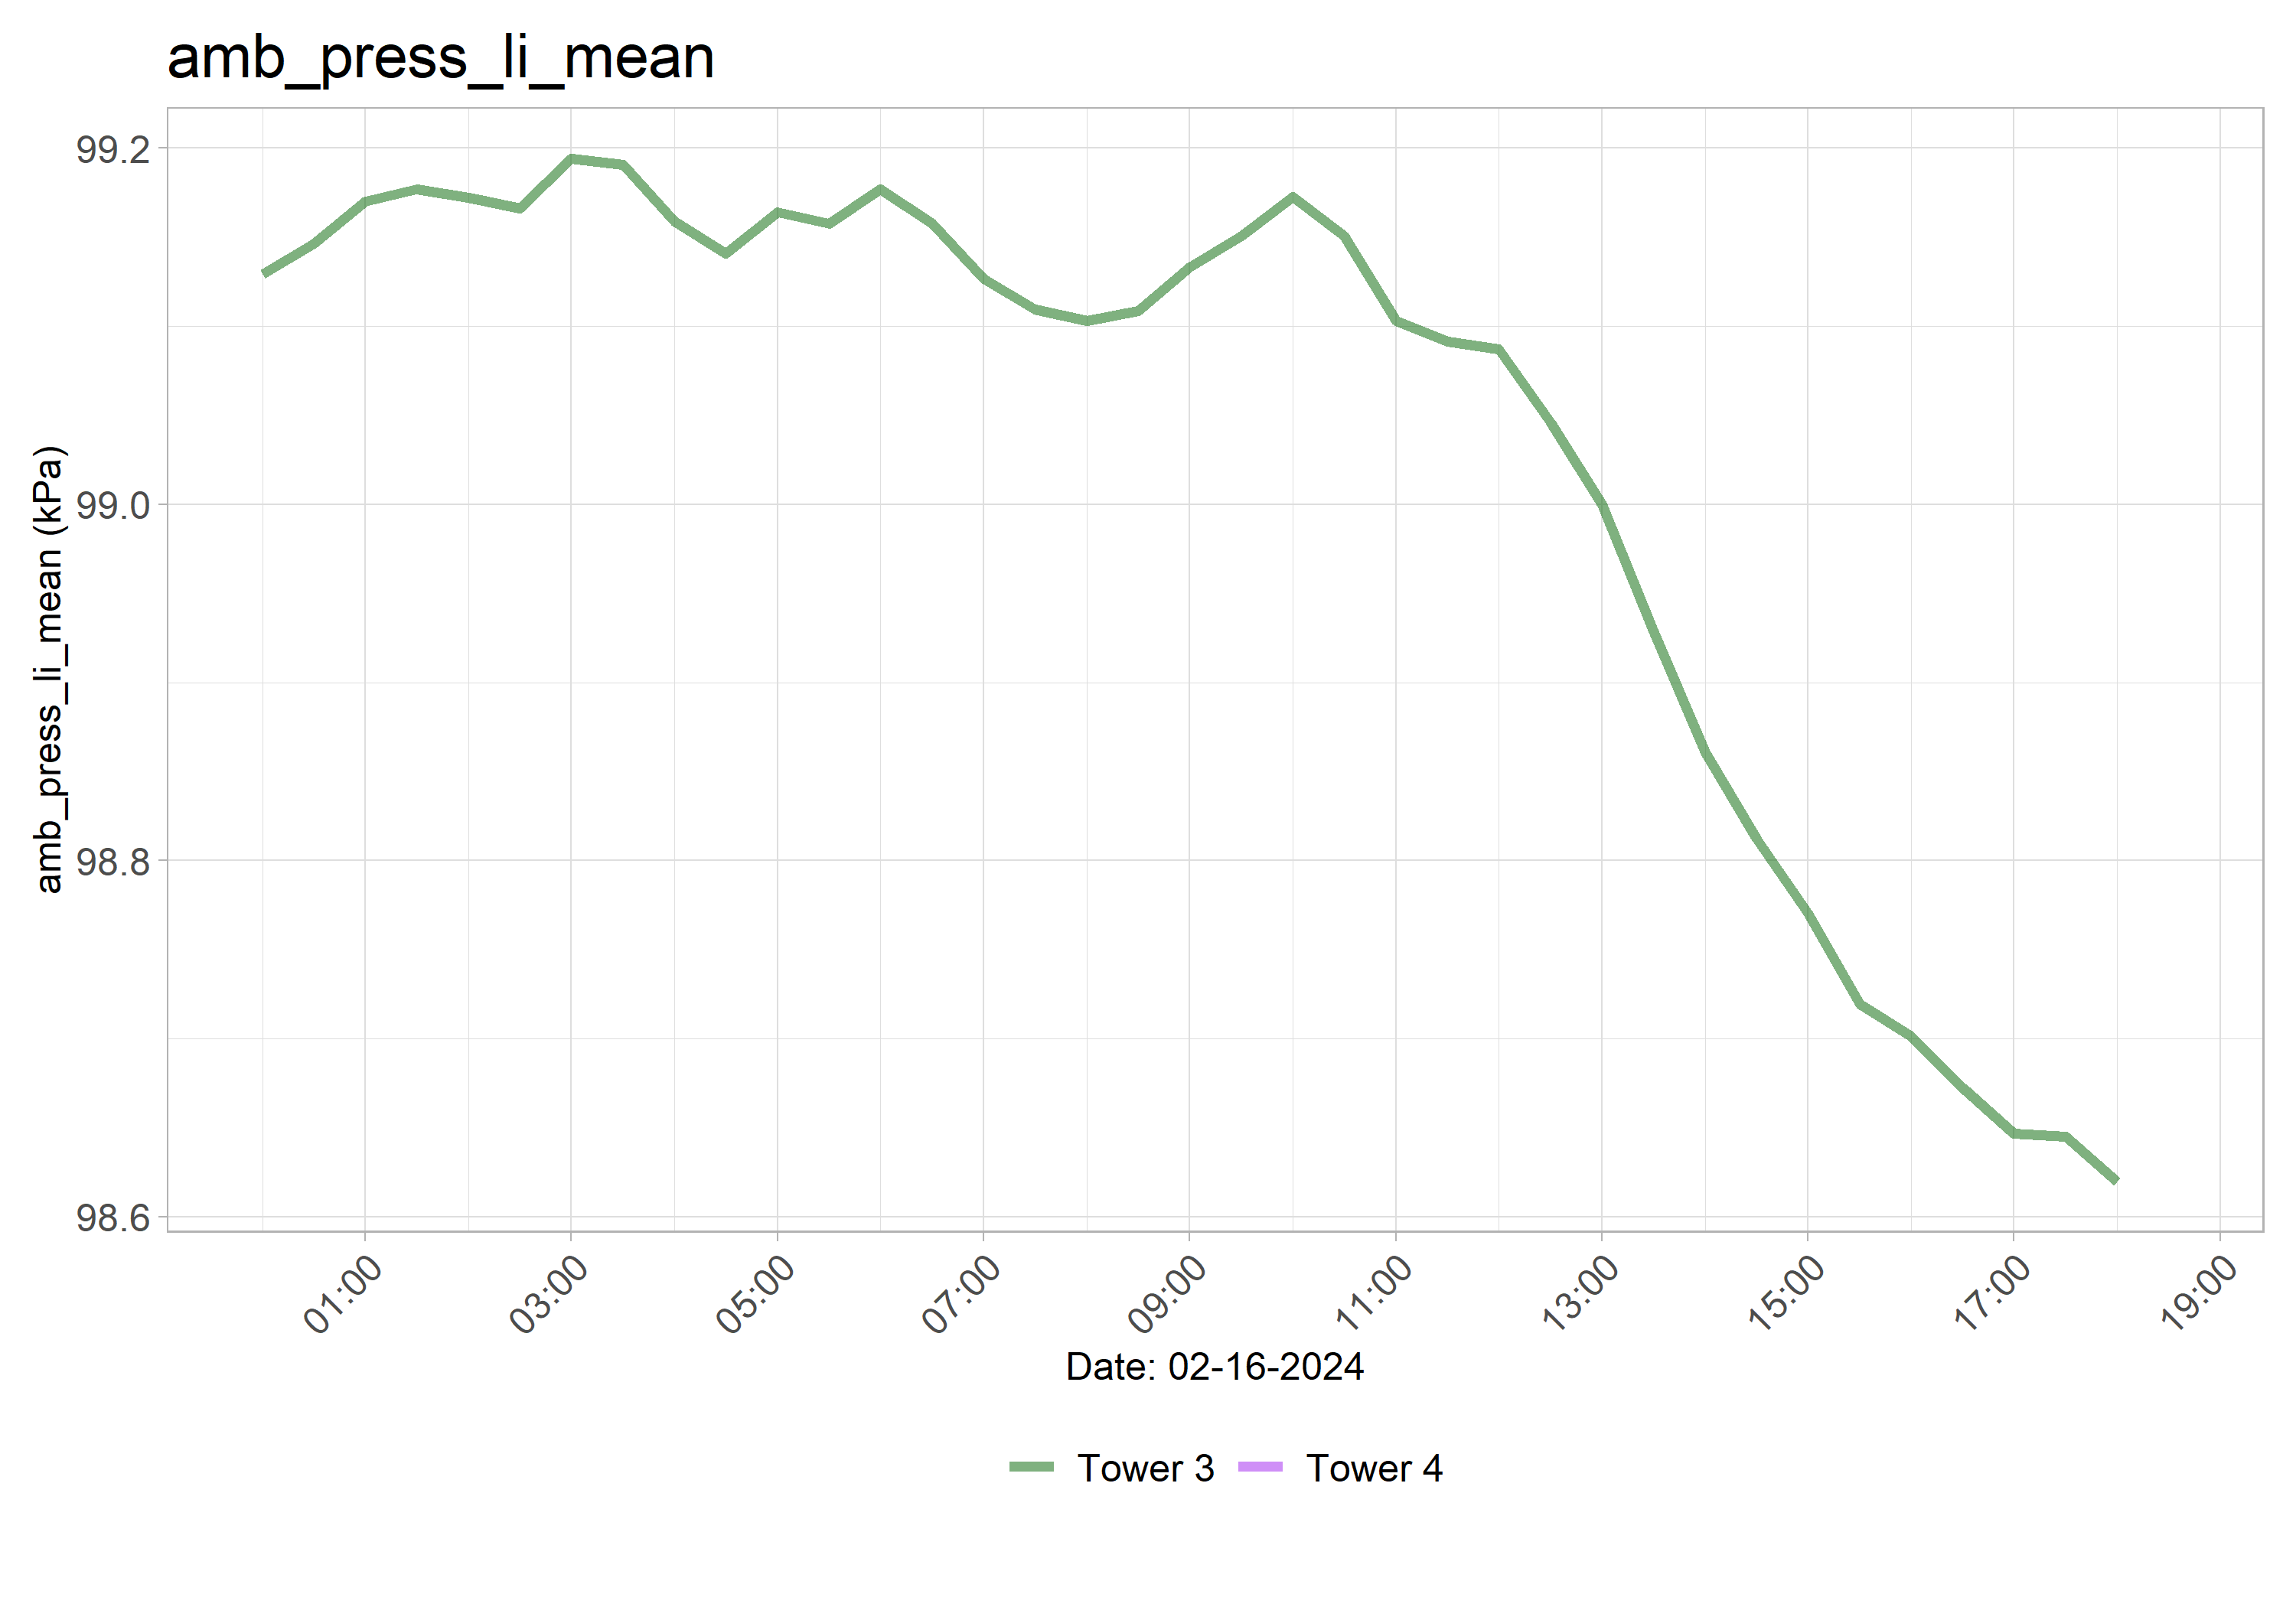 amb_press_li_mean
amb_press_li_mean (kPa)
99.2
99.0
98.8
98.6
01:00 03:00 05:00 07:00 09:00 11:00 13:00 15:00 17:00 19:00
Date: 02-16-2024
Tower 3 Tower 4